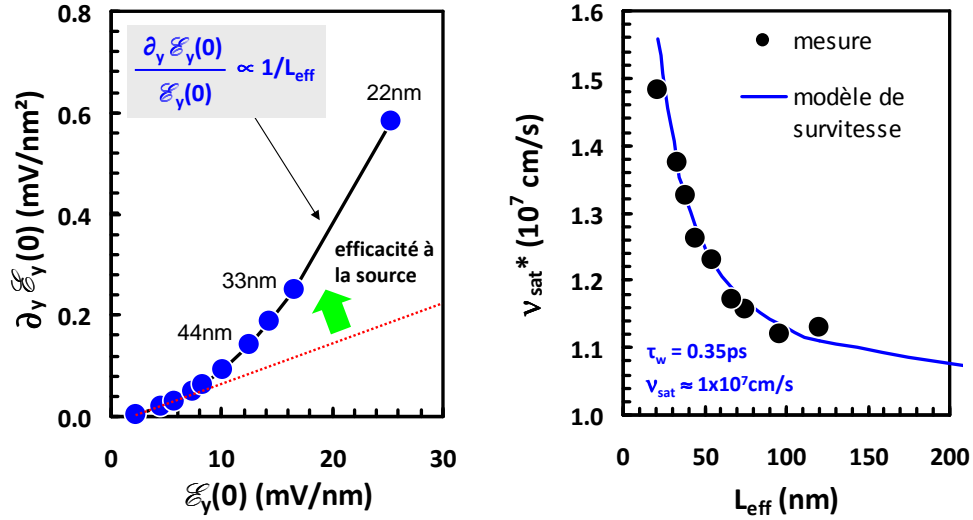 0.8
0.6
0.4
0.2
0.0
∂y ℰy(0) (mV/nm²)
∂y ℰy(0)
ℰy(0)
∝ 1/Leff
22nm
33nm
44nm
efficacité à
la source
0
10
20
30
ℰy(0) (mV/nm)
1.6
1.5
1.4
1.3
1.2
1.1
1.0
νsat* (10⁷ cm/s)
mesure
modèle de
survitesse
τw = 0.35ps
νsat ≈ 1x10⁷cm/s
0
50
100
150
200
Leff (nm)